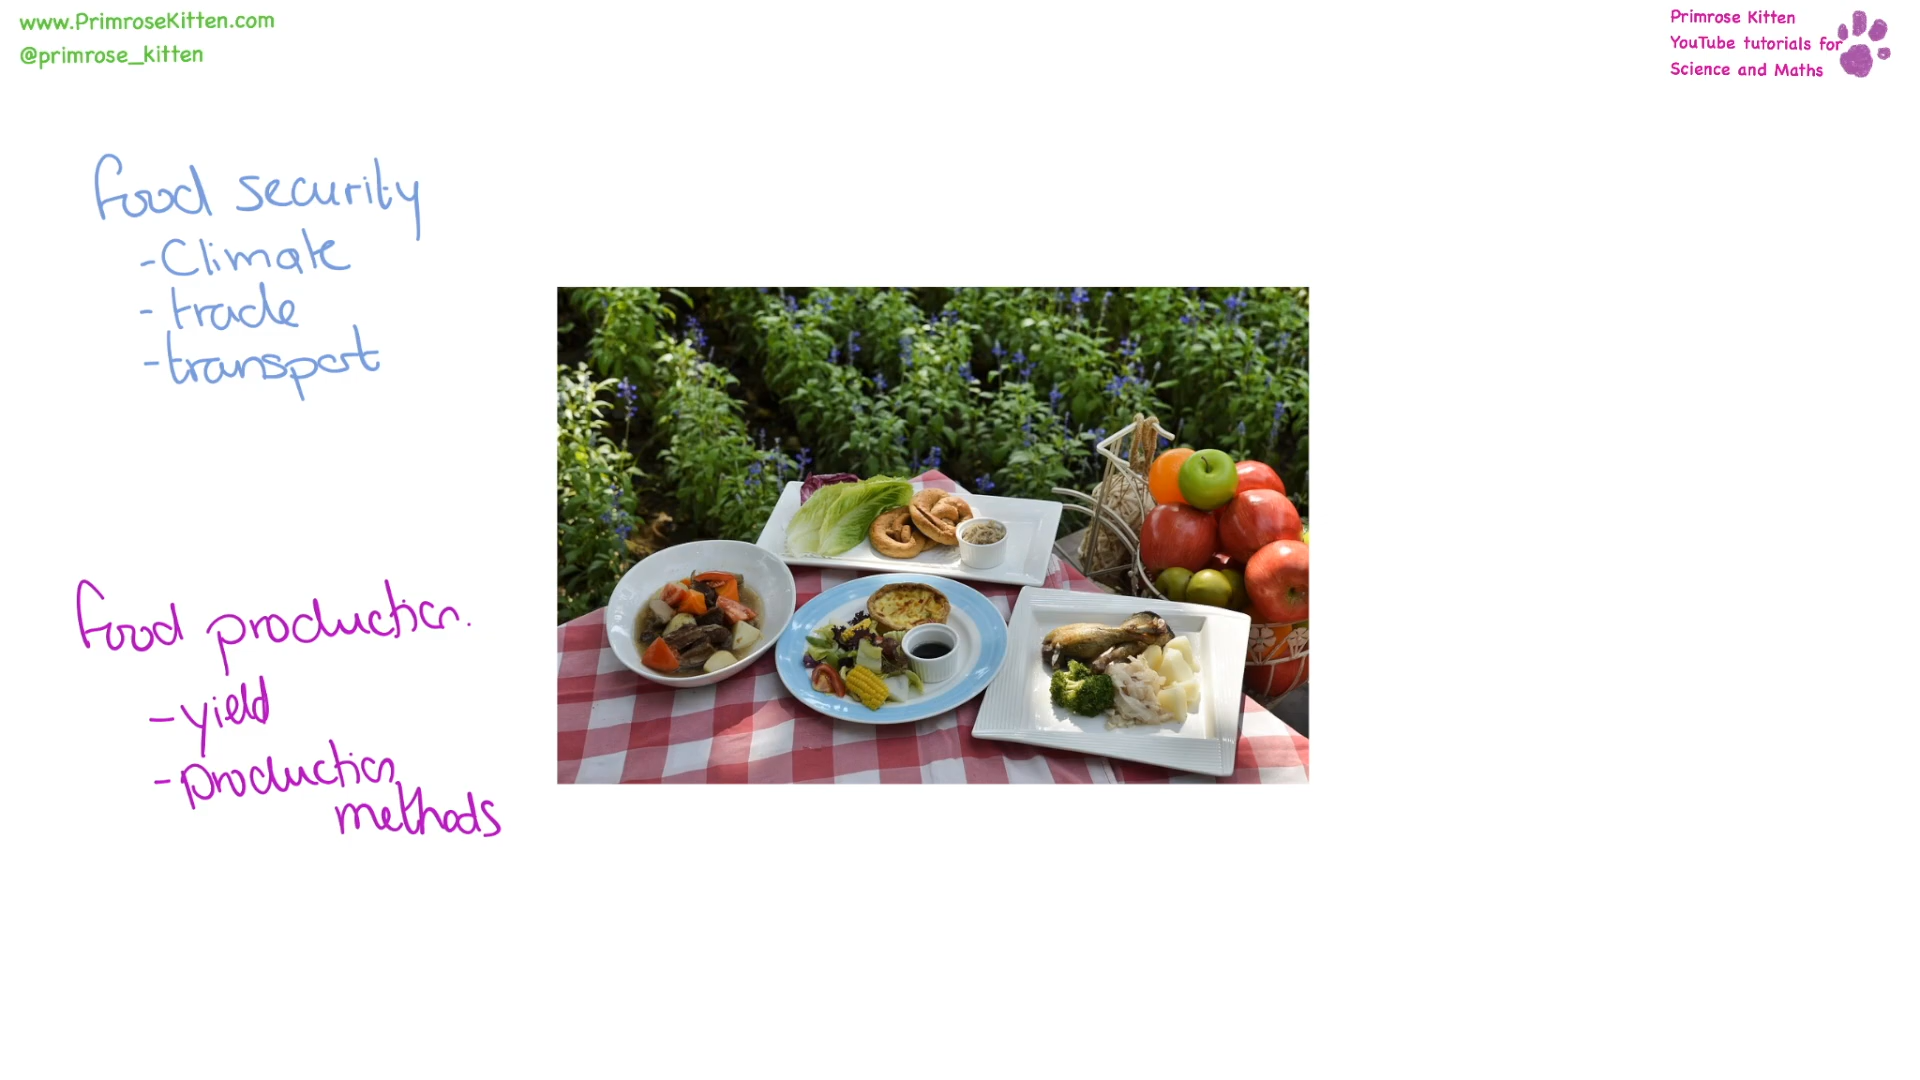 www.PrimroseKitten.com
@primrose_kitten
Primrose Kitten
YouTube tutorials for
Science and Maths
food security
- Climate
- trade
- transport
food production.
- yield
- production
methods